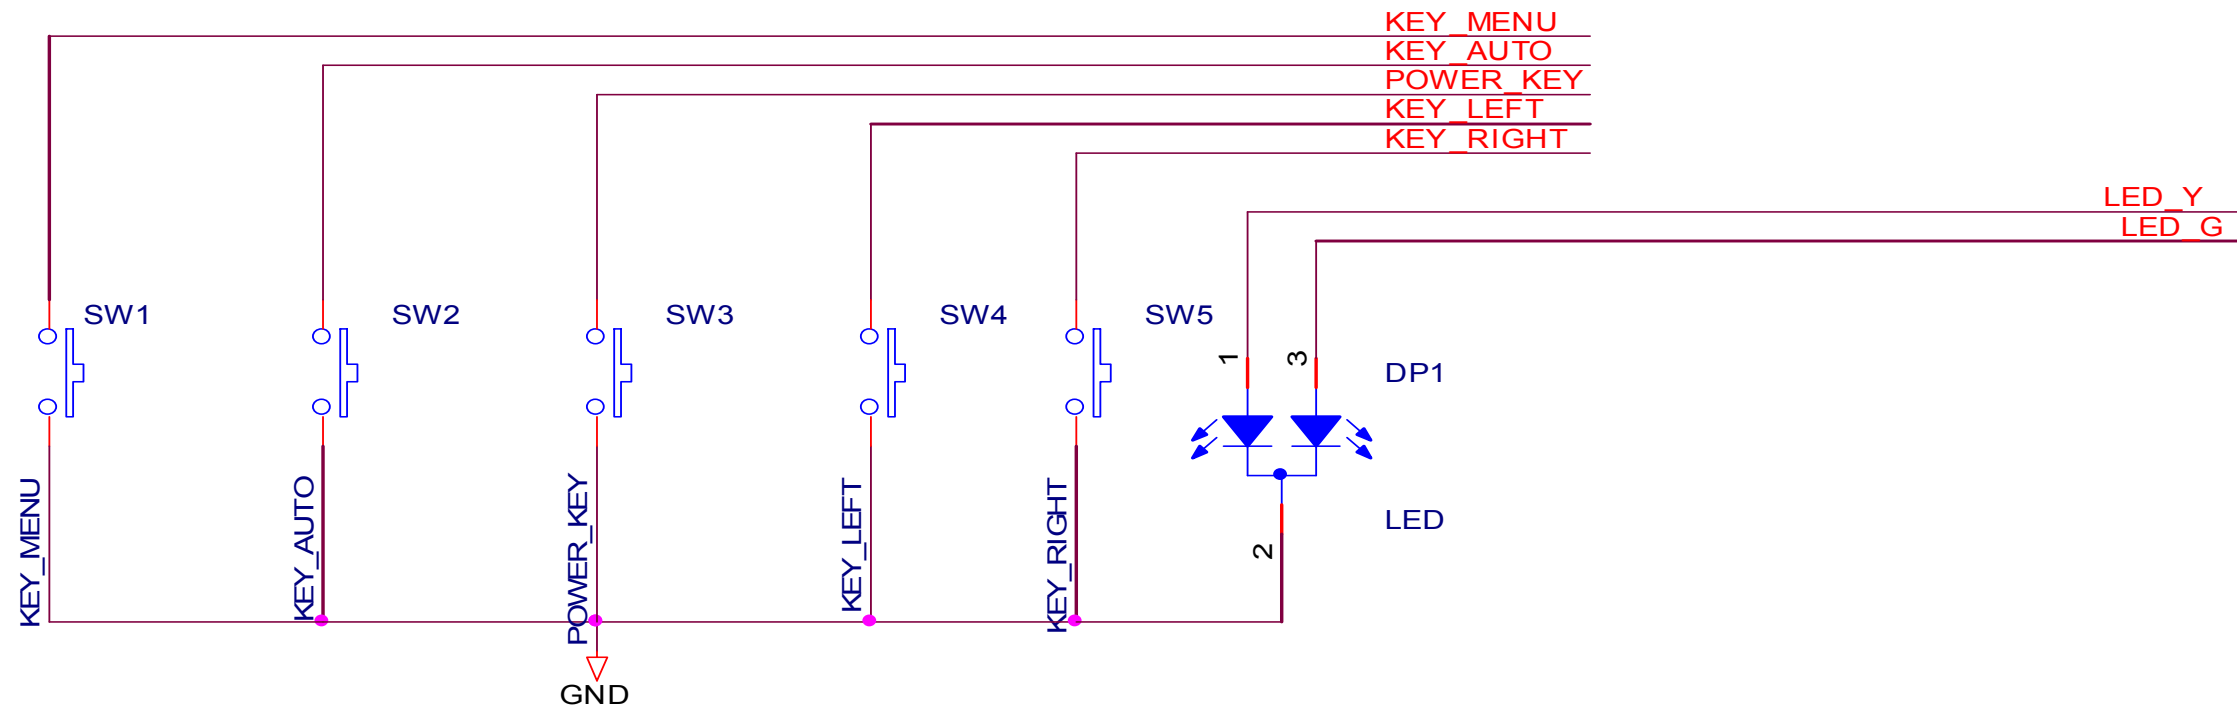 KEY_MENU
KEY_AUTO
POWER_KEY
KEY_LEFT
KEY_RIGHT
LED_Y
LED_G
SW1
SW2
SW3
SW4
SW5
1
3
DP1
KEY_MENU
KEY_AUTO
POWER_KEY
KEY_LEFT
KEY_RIGHT
2
LED
GND